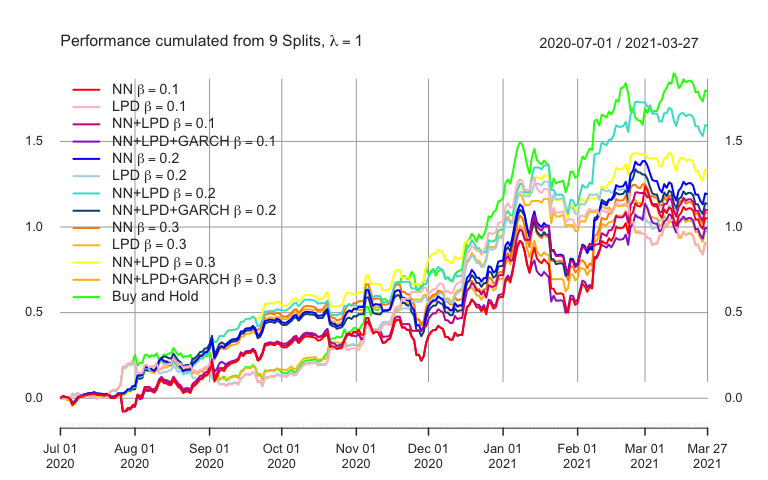 Performance cumulated from 9 Splits, λ = 1
2020-07-01 / 2021-03-27
NN β = 0.1
LPD β = 0.1
NN+LPD β = 0.1
NN+LPD+GARCH β = 0.1
NN β = 0.2
LPD β = 0.2
NN+LPD β = 0.2
NN+LPD+GARCH β = 0.2
NN β = 0.3
LPD β = 0.3
NN+LPD β = 0.3
NN+LPD+GARCH β = 0.3
Buy and Hold
1.5 1.5
1.0 1.0
0.5 0.5
0.0 0.0
Jul 01 Aug 01 Sep 01 Oct 01 Nov 01 Dec 01 Jan 01 Feb 01 Mar 01 Mar 27
2020 2020 2020 2020 2020 2020 2021 2021 2021 2021